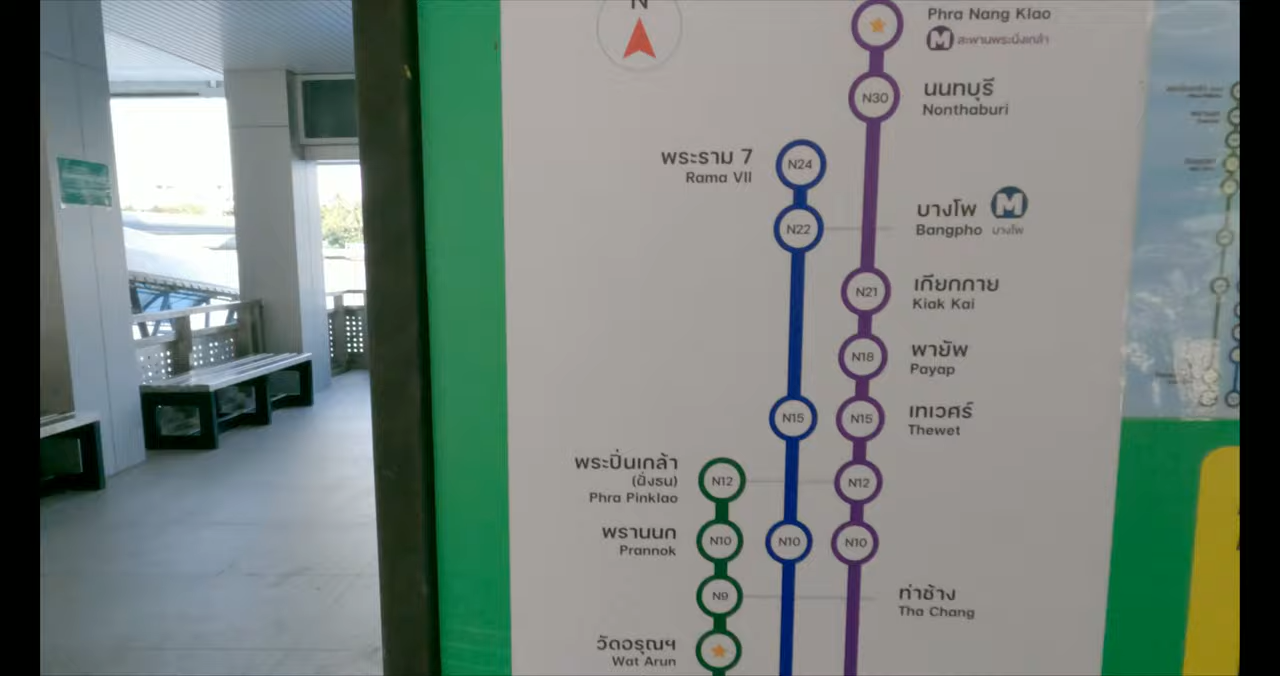 N
Phra Nang Klao
M สะพานพระนั่งเกล้า
N30
นนทบุรี
Nonthaburi
พระราม 7
Rama VII
N24
N22
บางโพ M
Bangpho บางโพ
N21
เกียกกาย
Kiak Kai
N18
พายัพ
Payap
N15
N15
เทเวศร์
Thewet
พระปิ่นเกล้า
(ฝั่งธน)
Phra Pinklao
N12
N12
พรานนก
Prannok
N10
N10
N10
N9
ท่าช้าง
Tha Chang
วัดอรุณฯ
Wat Arun